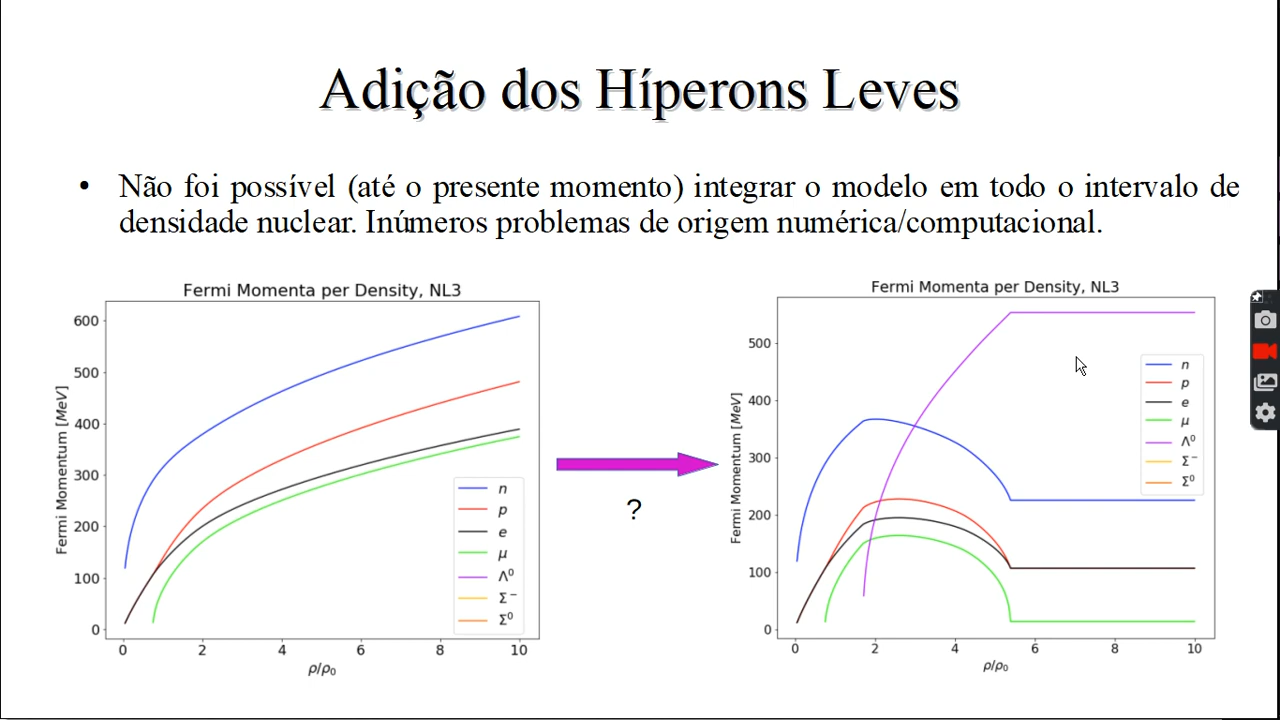 Adição dos Híperons Leves
• Não foi possível (até o presente momento) integrar o modelo em todo o intervalo de
densidade nuclear. Inúmeros problemas de origem numérica/computacional.
Fermi Momenta per Density, NL3
Fermi Momentum [MeV]
600
500
400
300
200
100
0
0 2 4 6 8 10
ρ/ρ₀
n
p
e
μ
Λ⁰
Σ⁻
Σ⁰
?
Fermi Momenta per Density, NL3
Fermi Momentum [MeV]
500
400
300
200
100
0
0 2 4 6 8 10
ρ/ρ₀
n
p
e
μ
Λ⁰
Σ⁻
Σ⁰